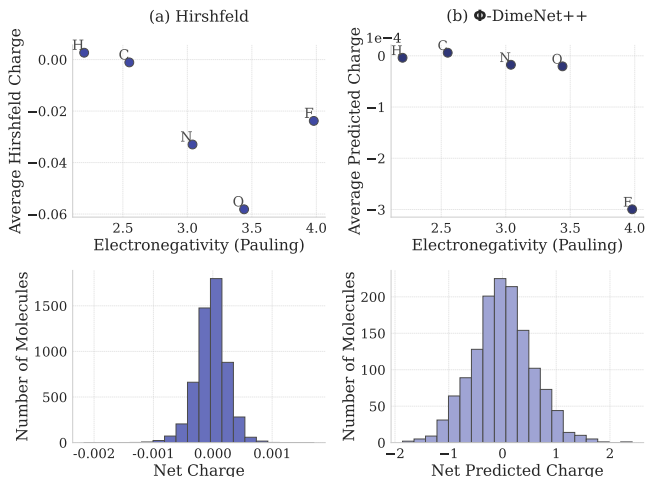 (a) Hirshfeld
Average Hirshfeld Charge
0.00
−0.02
−0.04
−0.06
H
C
N
O
F
2.5
3.0
3.5
4.0
Electronegativity (Pauling)
(b) Φ-DimeNet++
1e−4
Average Predicted Charge
0
−1
−2
−3
H
C
N
O
F
2.5
3.0
3.5
4.0
Electronegativity (Pauling)
Number of Molecules
1500
1000
500
0
-0.002
-0.001
0.000
0.001
Net Charge
Number of Molecules
200
150
100
50
0
−2
−1
0
1
2
Net Predicted Charge